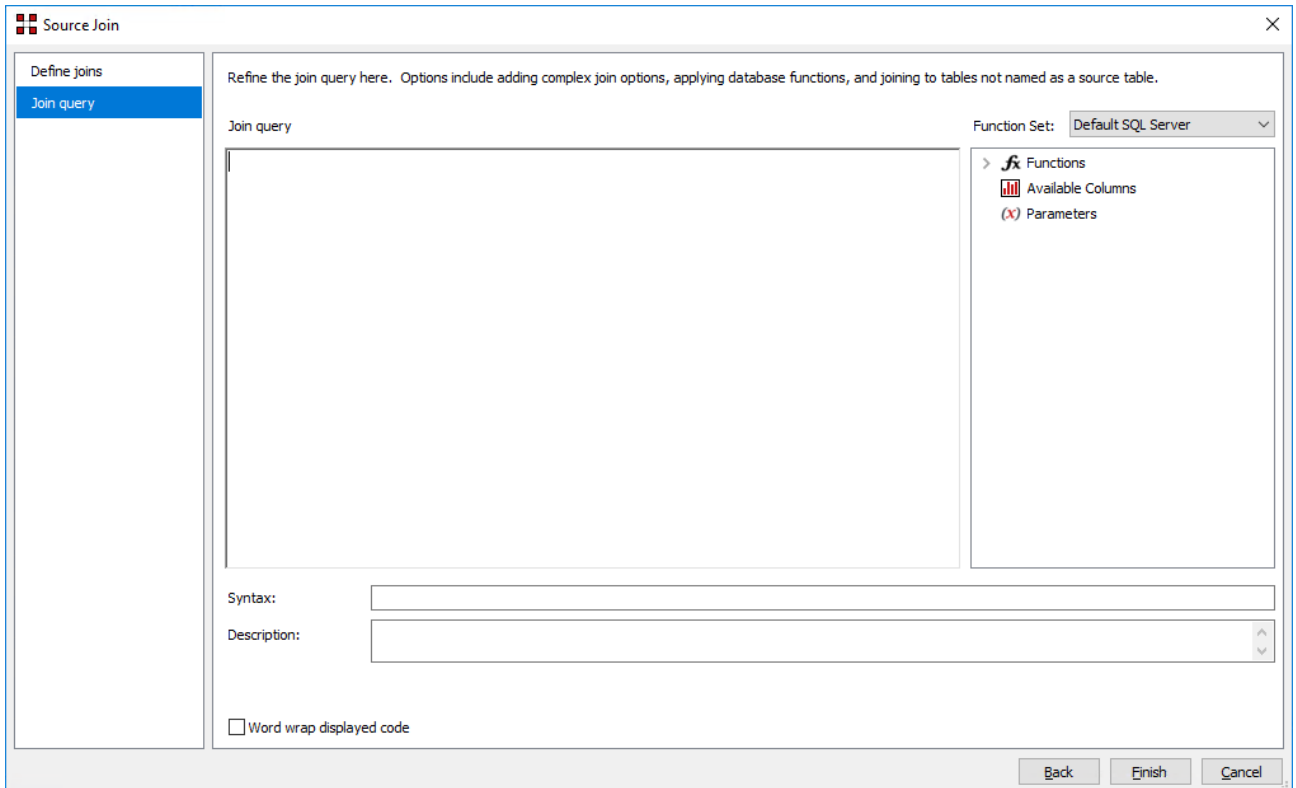 Source Join
Define joins
Join query
Refine the join query here.  Options include adding complex join options, applying database functions, and joining to tables not named as a source table.
Join query
Function Set: Default SQL Server
fx Functions
Available Columns
(x) Parameters
Syntax:
Description:
Word wrap displayed code
Back Finish Cancel